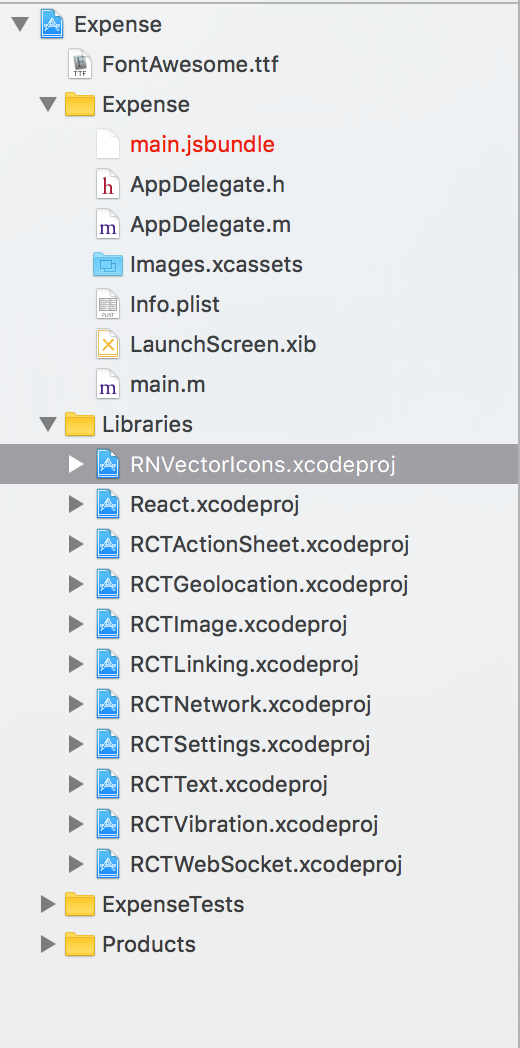 Expense
TTF
FontAwesome.ttf
Expense
main.jsbundle
h
AppDelegate.h
m
AppDelegate.m
Images.xcassets
PLIST
Info.plist
LaunchScreen.xib
m
main.m
Libraries
RNVectorIcons.xcodeproj
React.xcodeproj
RCTActionSheet.xcodeproj
RCTGeolocation.xcodeproj
RCTImage.xcodeproj
RCTLinking.xcodeproj
RCTNetwork.xcodeproj
RCTSettings.xcodeproj
RCTText.xcodeproj
RCTVibration.xcodeproj
RCTWebSocket.xcodeproj
ExpenseTests
Products